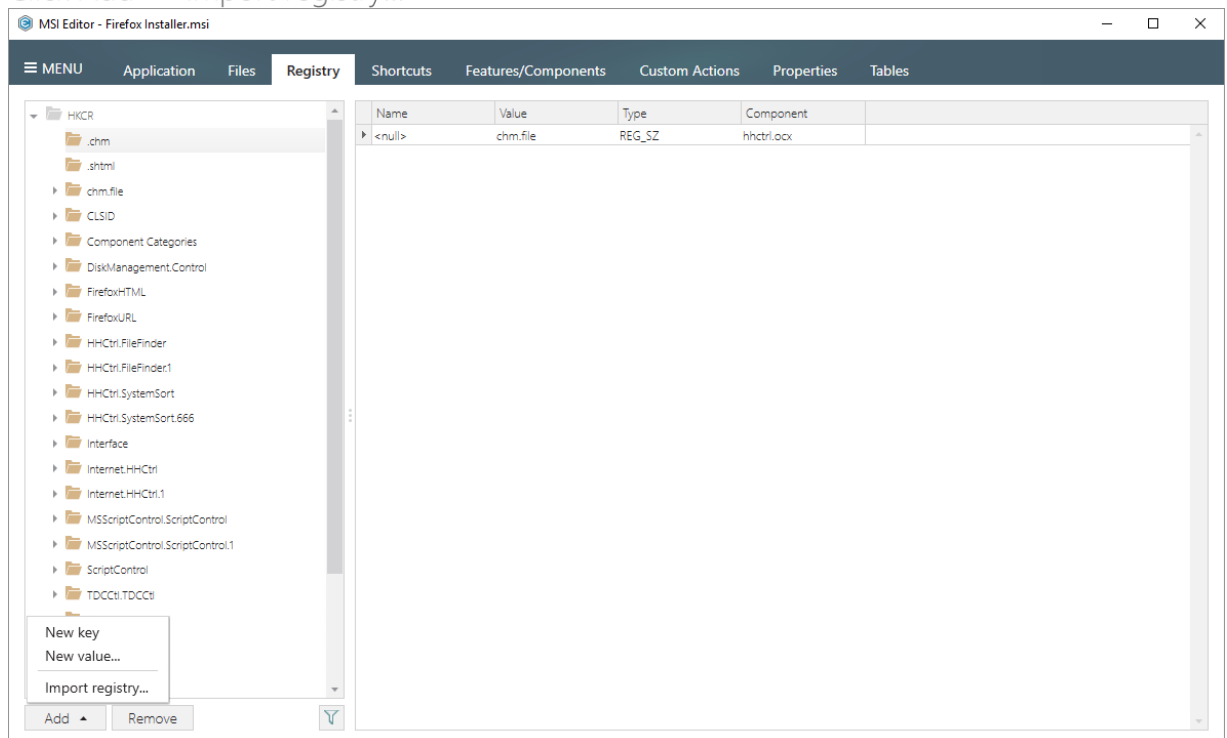 MSI Editor - Firefox Installer.msi
MENU Application Files Registry Shortcuts Features/Components Custom Actions Properties Tables
HKCR
.chm
.shtml
chm.file
CLSID
Component Categories
DiskManagement.Control
FirefoxHTML
FirefoxURL
HHCtrl.FileFinder
HHCtrl.FileFinder.1
HHCtrl.SystemSort
HHCtrl.SystemSort.666
Interface
Internet.HHCtrl
Internet.HHCtrl.1
MSScriptControl.ScriptControl
MSScriptControl.ScriptControl.1
ScriptControl
TDCCtl.TDCCtl
New key
New value...
Import registry...
Add Remove
Name Value Type Component
<null> chm.file REG_SZ hhctrl.ocx